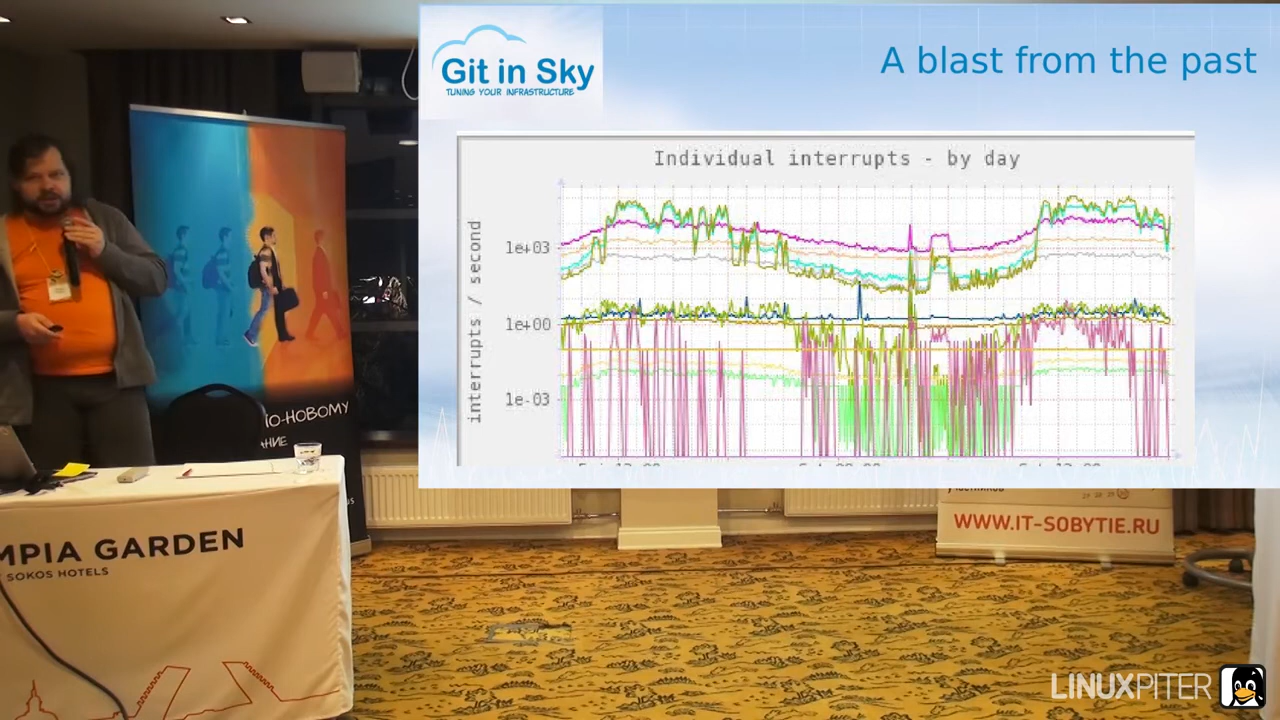 Git in Sky
TUNING YOUR INFRASTRUCTURE
A blast from the past
Individual interrupts - by day
interrupts / second
1e+03
1e+00
1e-03
ПО-НОВОМУ
MPIA GARDEN
SOKOS HOTELS
WWW.IT-SOBYTIE.RU
LINUXPITER